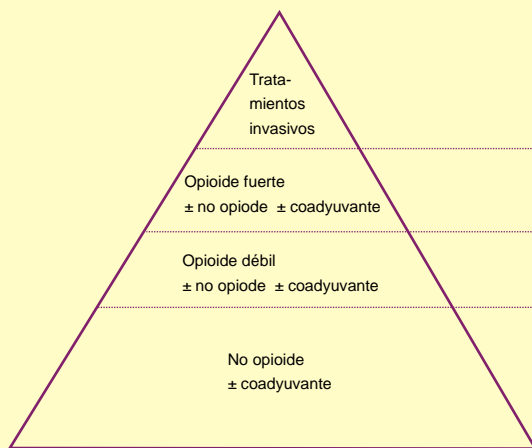 Trata-
mientos
invasivos
Opioide fuerte
± no opiode ± coadyuvante
Opioide débil
± no opiode ± coadyuvante
No opioide
± coadyuvante